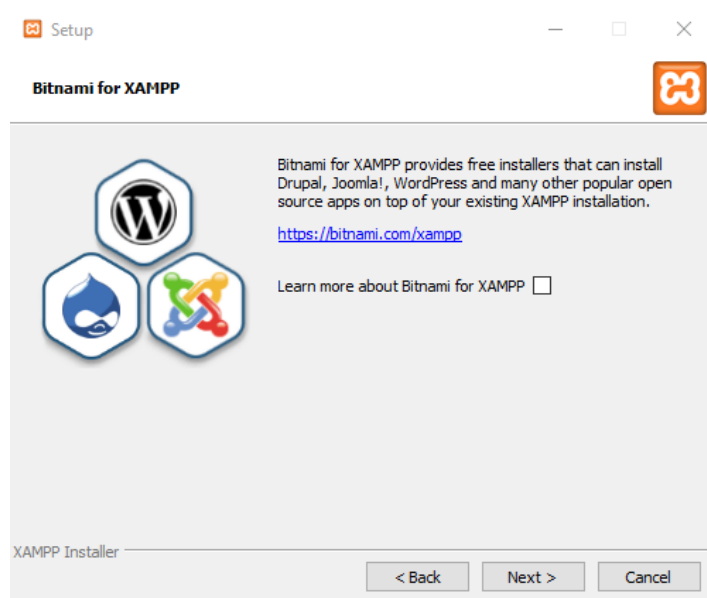 Setup
Bitnami for XAMPP
Bitnami for XAMPP provides free installers that can install
Drupal, Joomla!, WordPress and many other popular open
source apps on top of your existing XAMPP installation.
https://bitnami.com/xampp
Learn more about Bitnami for XAMPP
XAMPP Installer
< Back
Next >
Cancel